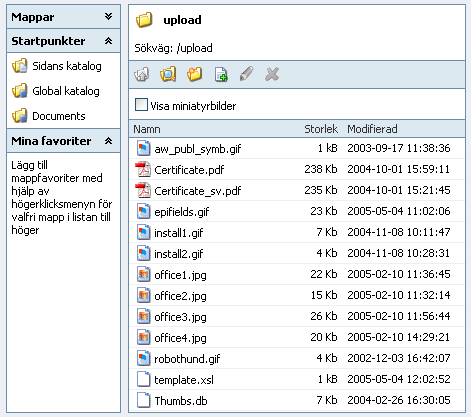 Mappar
Startpunkter
Sidans katalog
Global katalog
Documents
Mina favoriter
Lägg till
mappfavoriter med
hjälp av
högerklicksmenyn för
valfri mapp i listan till
höger
upload
Sökväg: /upload
Visa miniatyrbilder
Namn Storlek Modifierad
aw_publ_symb.gif 1 kB 2003-09-17 11:38:36
Certificate.pdf 238 Kb 2004-10-01 15:59:11
Certificate_sv.pdf 235 Kb 2004-10-01 15:21:45
epifields.gif 23 Kb 2005-05-04 11:02:06
install1.gif 7 Kb 2004-11-08 10:11:47
install2.gif 4 Kb 2004-11-08 10:28:31
office1.jpg 22 Kb 2005-02-10 11:36:45
office2.jpg 15 Kb 2005-02-10 11:32:14
office3.jpg 26 Kb 2005-02-10 11:56:44
office4.jpg 20 Kb 2005-02-10 14:29:21
robothund.gif 4 Kb 2002-12-03 16:42:07
template.xsl 1 kB 2005-05-04 12:02:52
Thumbs.db 7 Kb 2004-02-26 16:30:05